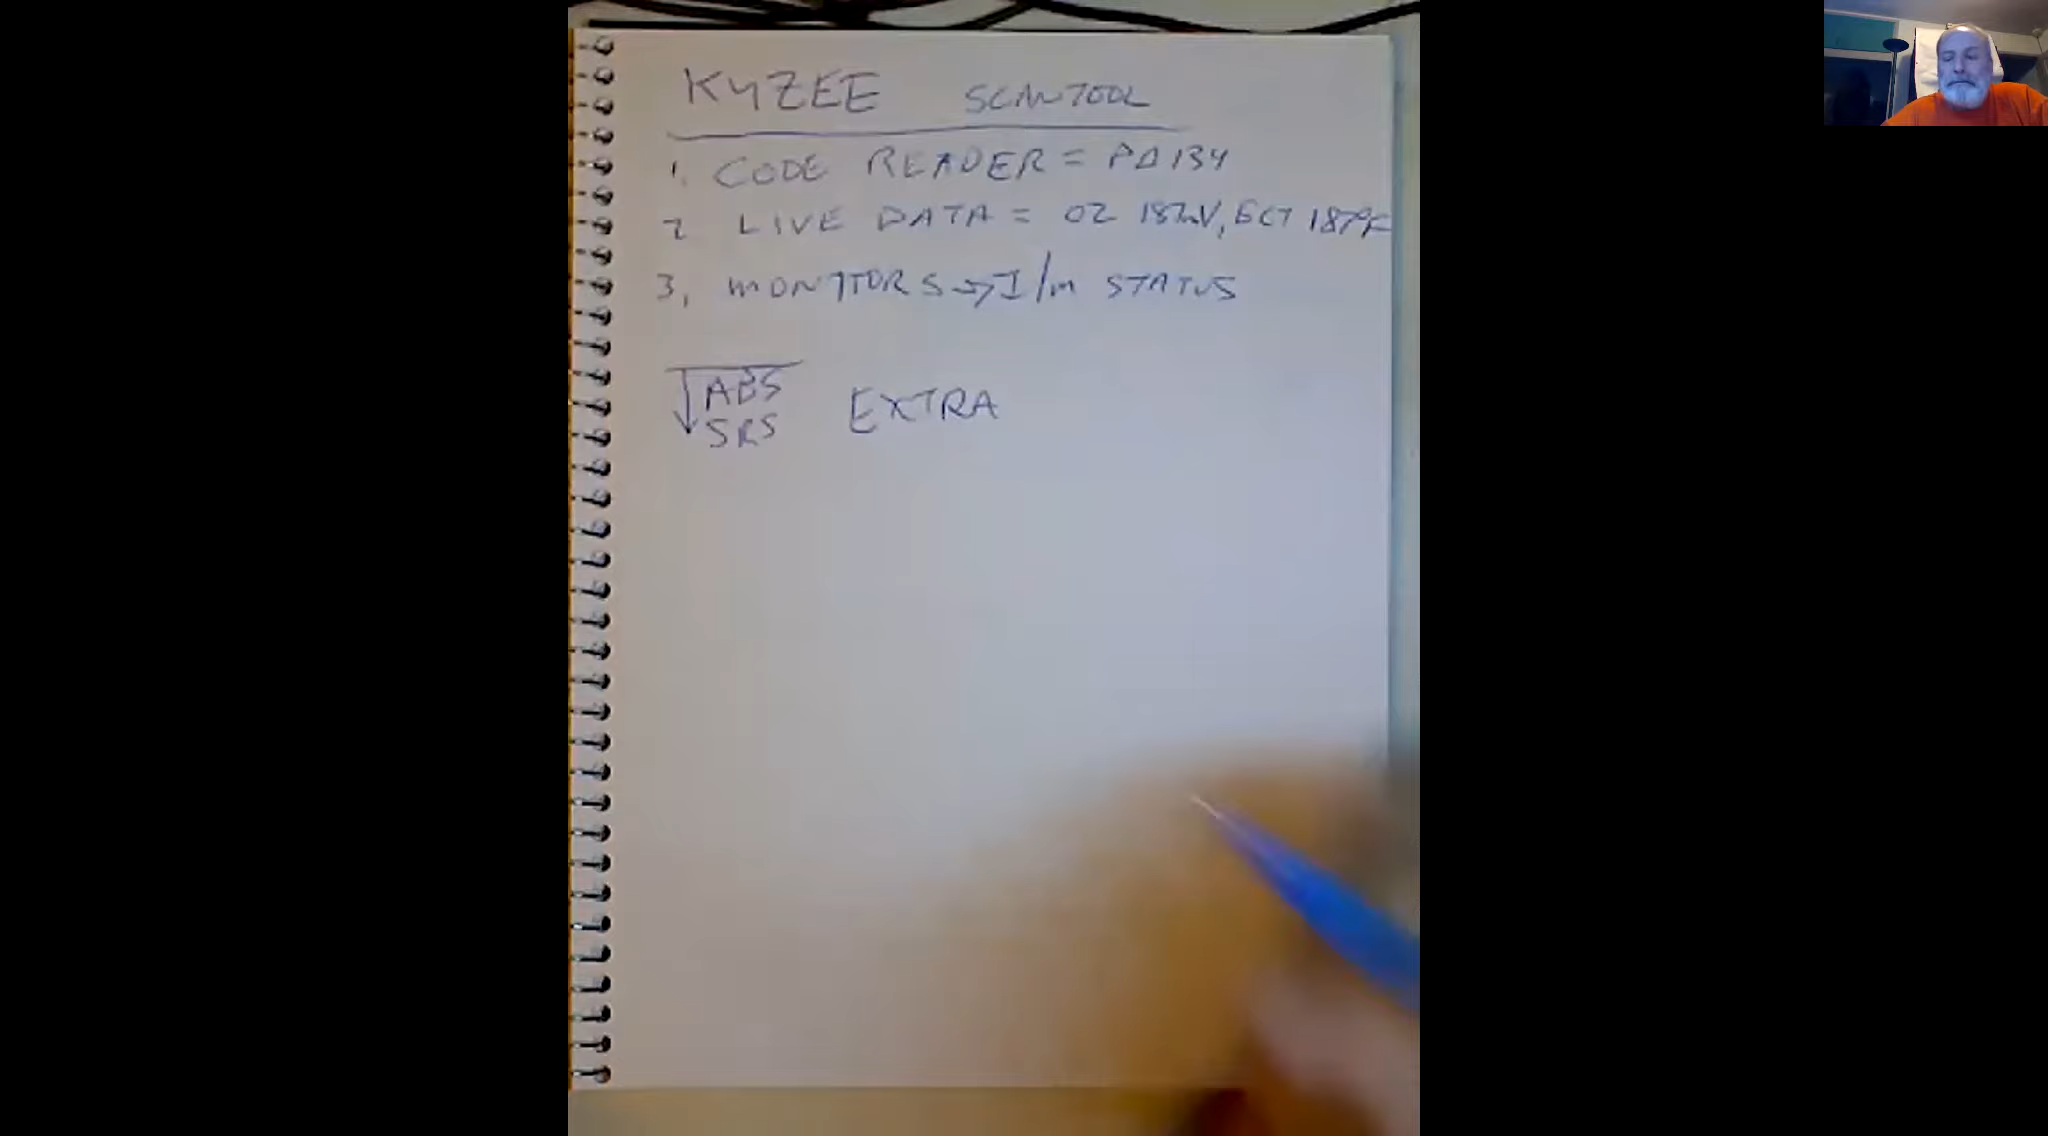 KYZEE SCANTOOL
1. CODE READER = P0134
2 LIVE DATA = O2 187mV, ECT 187°F
3, MONITORS → I/M STATUS
ABS
SRS EXTRA